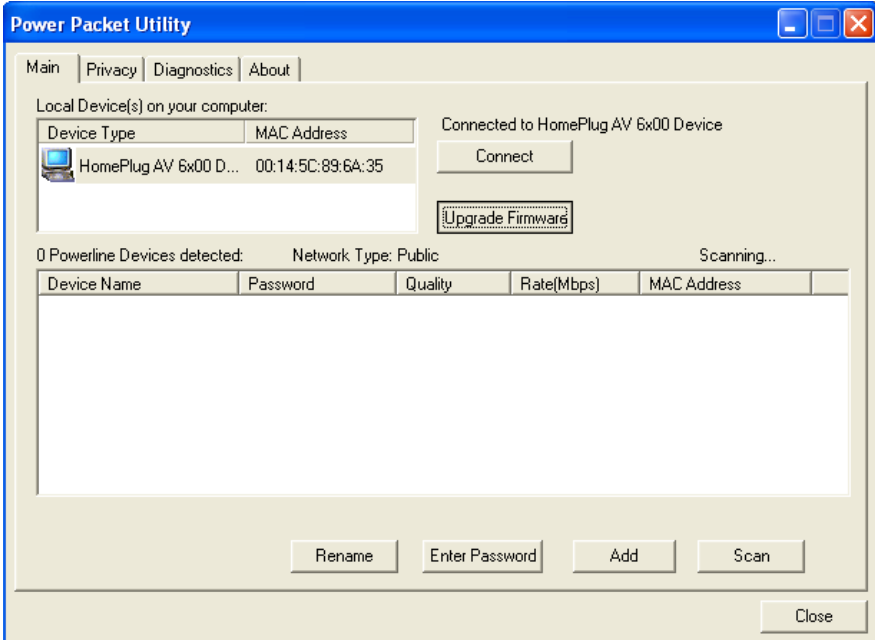 Power Packet Utility
Main Privacy Diagnostics About
Local Device(s) on your computer:
Device Type MAC Address
HomePlug AV 6x00 D... 00:14:5C:89:6A:35
Connected to HomePlug AV 6x00 Device
Connect
Upgrade Firmware
0 Powerline Devices detected: Network Type: Public Scanning...
Device Name Password Quality Rate(Mbps) MAC Address
Rename Enter Password Add Scan
Close